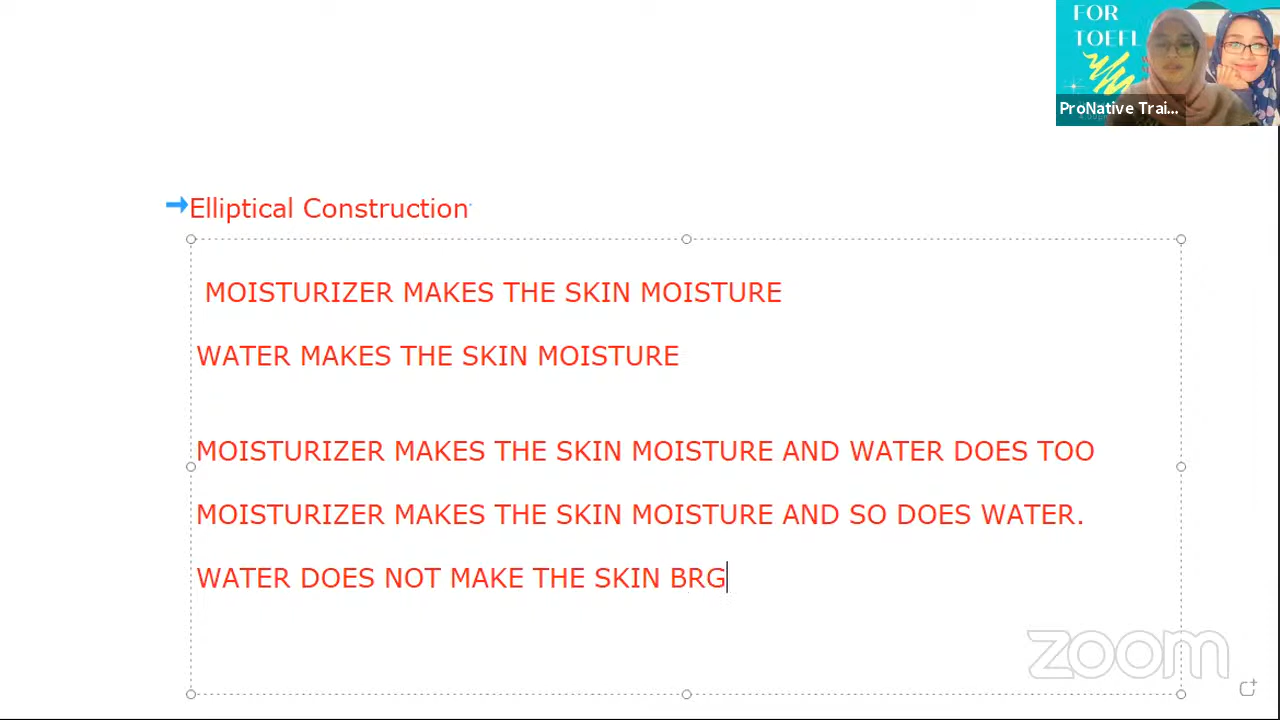 FOR
TOEFL
ProNative Trai...
Elliptical Construction
MOISTURIZER MAKES THE SKIN MOISTURE
WATER MAKES THE SKIN MOISTURE
MOISTURIZER MAKES THE SKIN MOISTURE AND WATER DOES TOO
MOISTURIZER MAKES THE SKIN MOISTURE AND SO DOES WATER.
WATER DOES NOT MAKE THE SKIN BRG
zoom